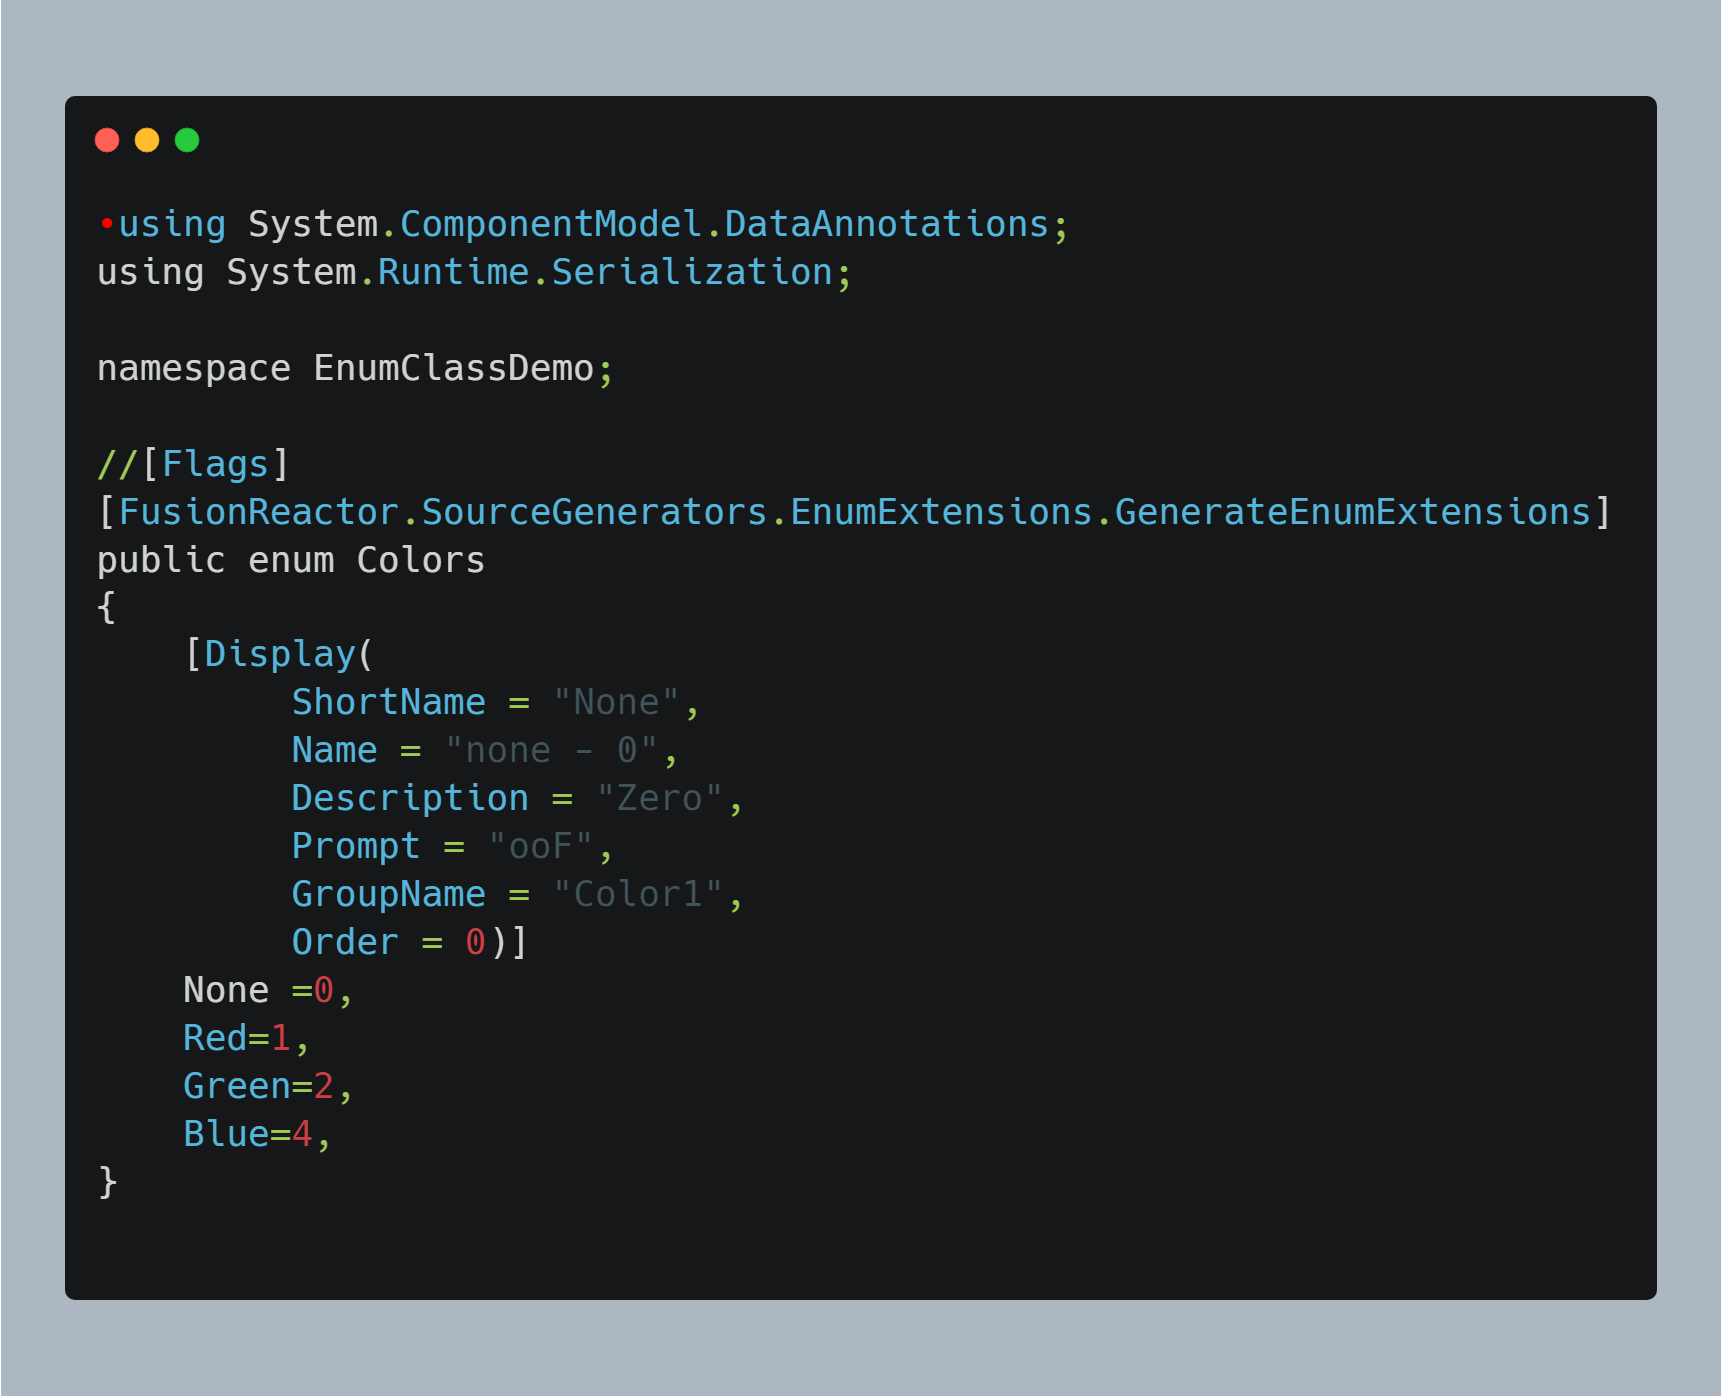 •using System.ComponentModel.DataAnnotations;
using System.Runtime.Serialization;
namespace EnumClassDemo;
//[Flags]
[FusionReactor.SourceGenerators.EnumExtensions.GenerateEnumExtensions]
public enum Colors
{
    [Display(
         ShortName = "None",
         Name = "none - 0",
         Description = "Zero",
         Prompt = "ooF",
         GroupName = "Color1",
         Order = 0)]
    None =0,
    Red=1,
    Green=2,
    Blue=4,
}